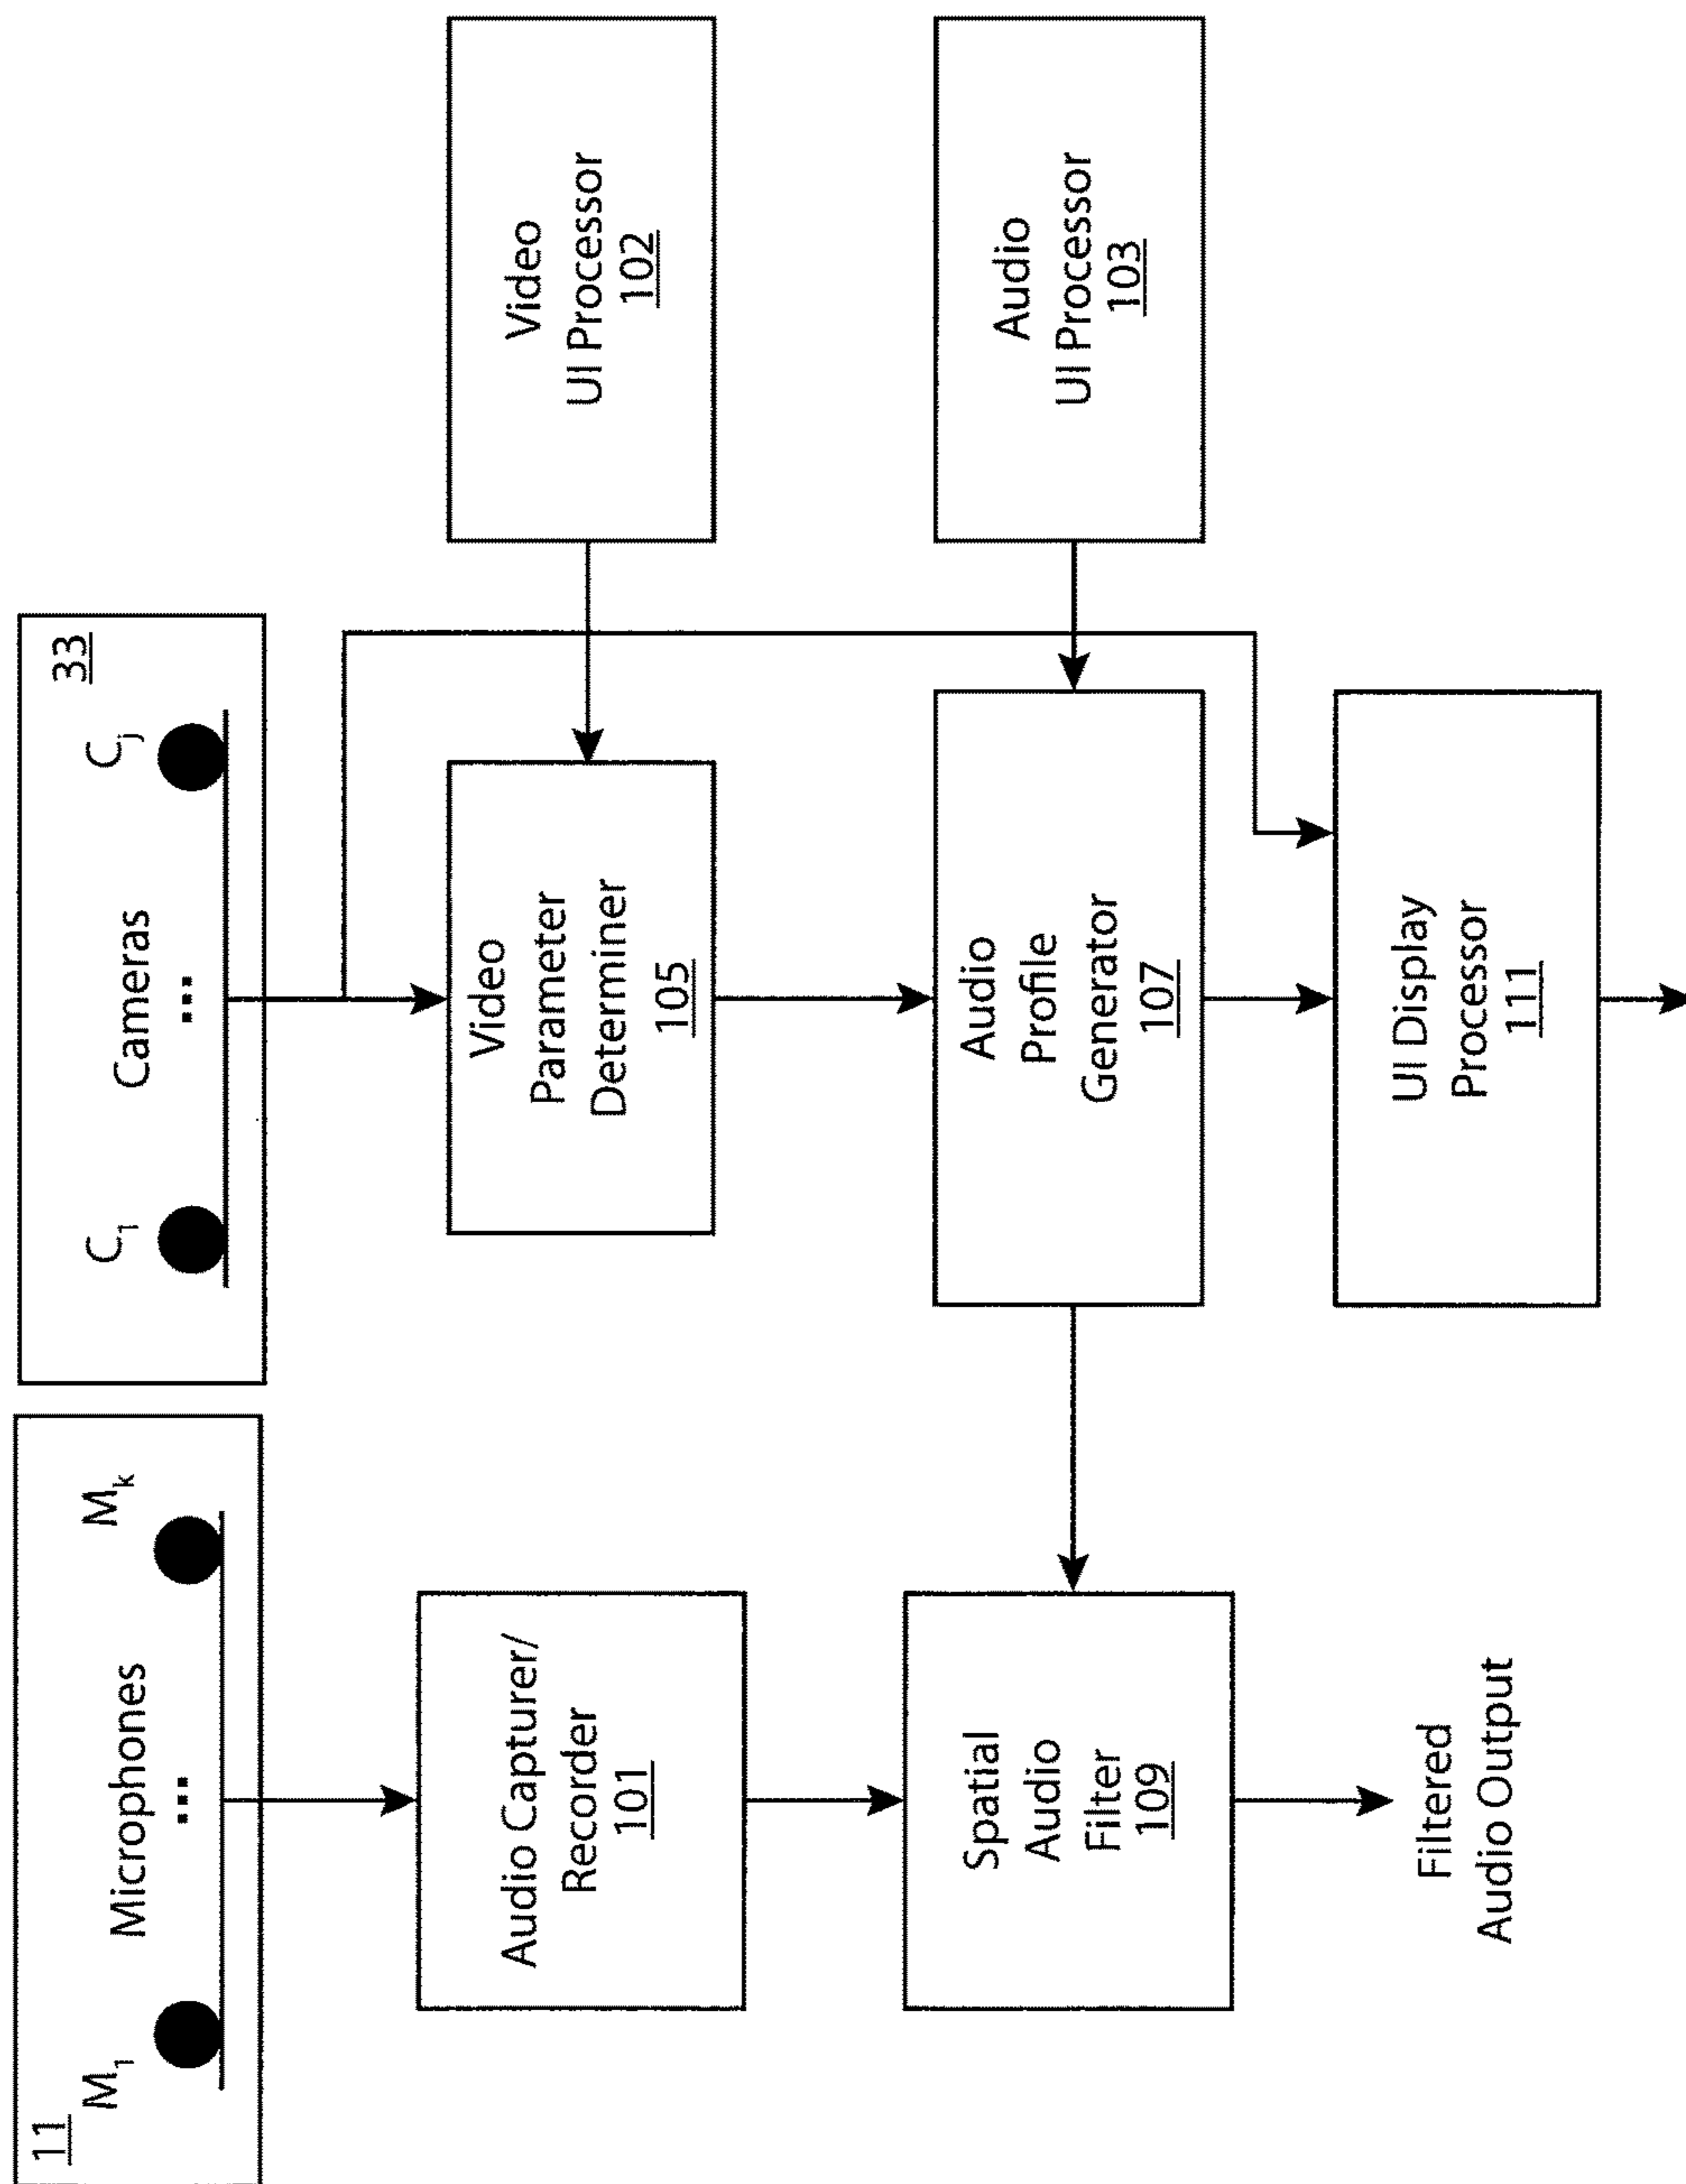 11
M1
Microphones
...
Mk
33
C1
Cameras
...
Cj
Audio Capturer/
Recorder
101
Video
Parameter
Determiner
105
Video
UI Processor
102
Spatial
Audio
Filter
109
Audio
Profile
Generator
107
Audio
UI Processor
103
UI Display
Processor
111
Filtered
Audio Output